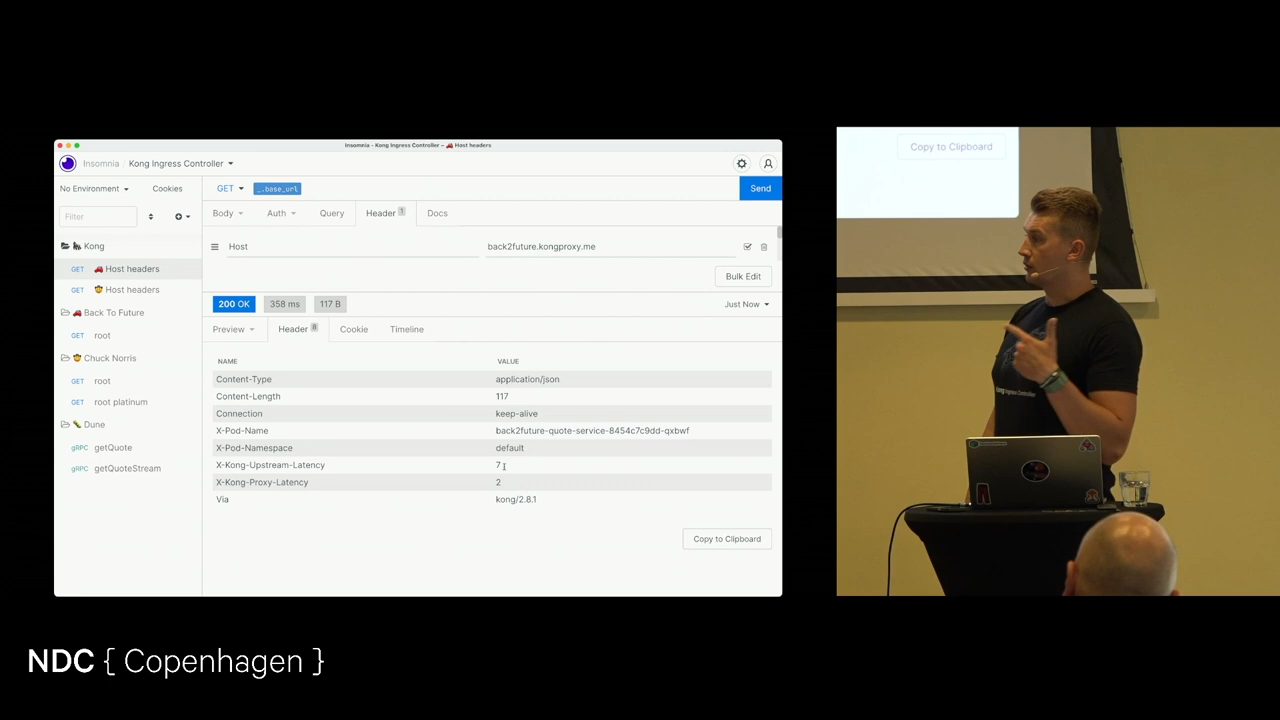 Insomnia - Kong Ingress Controller – 🚗 Host headers
Insomnia / Kong Ingress Controller
No Environment Cookies
GET _.base_url Send
Filter
Body Auth Query Header 1 Docs
Kong
GET 🚗 Host headers
GET 🤠 Host headers
🚗 Back To Future
GET root
🤠 Chuck Norris
GET root
GET root platinum
Dune
gRPC getQuote
gRPC getQuoteStream
Host back2future.kongproxy.me
Bulk Edit
200 OK 358 ms 117 B Just Now
Preview Header 8 Cookie Timeline
NAME VALUE
Content-Type application/json
Content-Length 117
Connection keep-alive
X-Pod-Name back2future-quote-service-8454c7c9dd-qxbwf
X-Pod-Namespace default
X-Kong-Upstream-Latency 7
X-Kong-Proxy-Latency 2
Via kong/2.8.1
Copy to Clipboard
Copy to Clipboard
Kong Ingress Controller
NDC { Copenhagen }